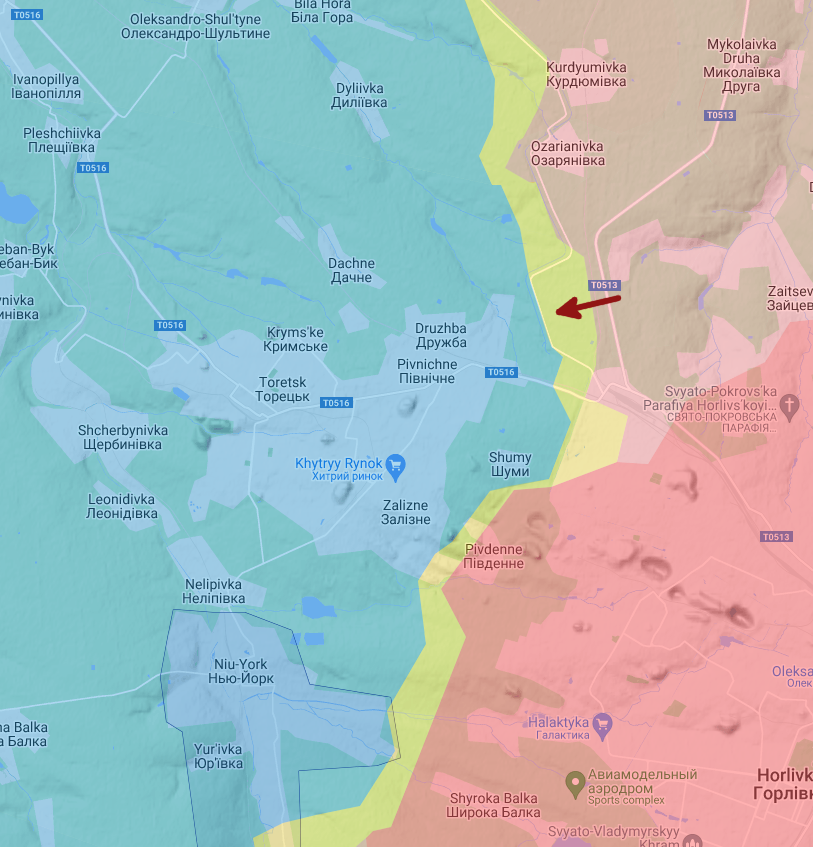 T0516
Oleksandro-Shul'tyne
Олександро-Шультине
Bila Hora
Біла Гора
Ivanopillya
Іванопілля
Dyliivka
Диліївка
Kurdyumivka
Курдюмівка
Mykolaivka
Druha
Миколаївка
Друга
T0513
Pleshchiivka
Плещіївка
T0516
Ozarianivka
Озарянівка
eban-Byk
ебан-Бик
Dachne
Дачне
T0513
Zaitsev
Зайцев
vnivka
инівка
T0516
Kryms'ke
Кримське
Druzhba
Дружба
Pivnichne
Північне
T0516
Toretsk
Торецьк
T0516
Svyato-Pokrovs'ka
Parafiya Horlivs'koyi...
СВЯТО-ПОКРОВСЬКА
ПАРАФІЯ...
Shcherbynivka
Щербинівка
Khytryy Rynok
Хитрий ринок
Shumy
Шуми
Leonidivka
Леонідівка
Zalizne
Залізне
T0513
Pivdenne
Південне
Nelipivka
Неліпівка
Niu-York
Нью-Йорк
Oleksa
Олек
na Balka
а Балка
Halaktyka
Галактика
Yur'ivka
Юр'ївка
Авиамодельный
аэродром
Sports complex
Horlivk
Горлівк
Shyroka Balka
Широка Балка
Svyato-Vladymyrskyy
Khram